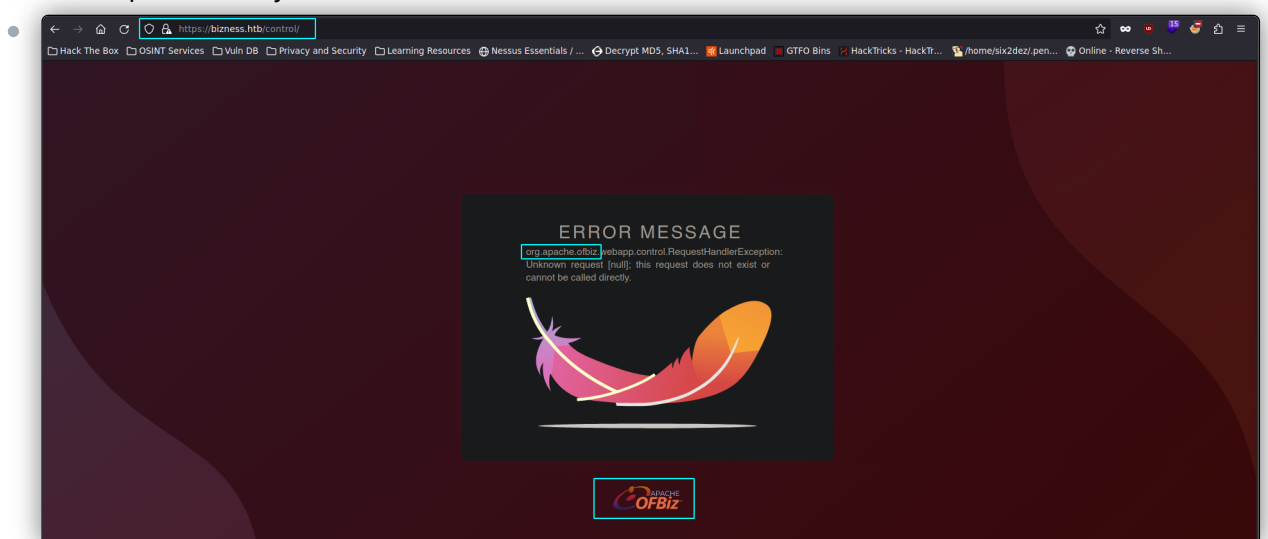 https://bizness.htb/control/
15
Hack The Box OSINT Services Vuln DB Privacy and Security Learning Resources Nessus Essentials / ... Decrypt MD5, SHA1... Launchpad GTFO Bins HackTricks - HackTr... /home/six2dez/.pen... Online - Reverse Sh...
ERROR MESSAGE
org.apache.ofbiz.webapp.control.RequestHandlerException:
Unknown request [null]; this request does not exist or
cannot be called directly.
APACHE
OFBiz